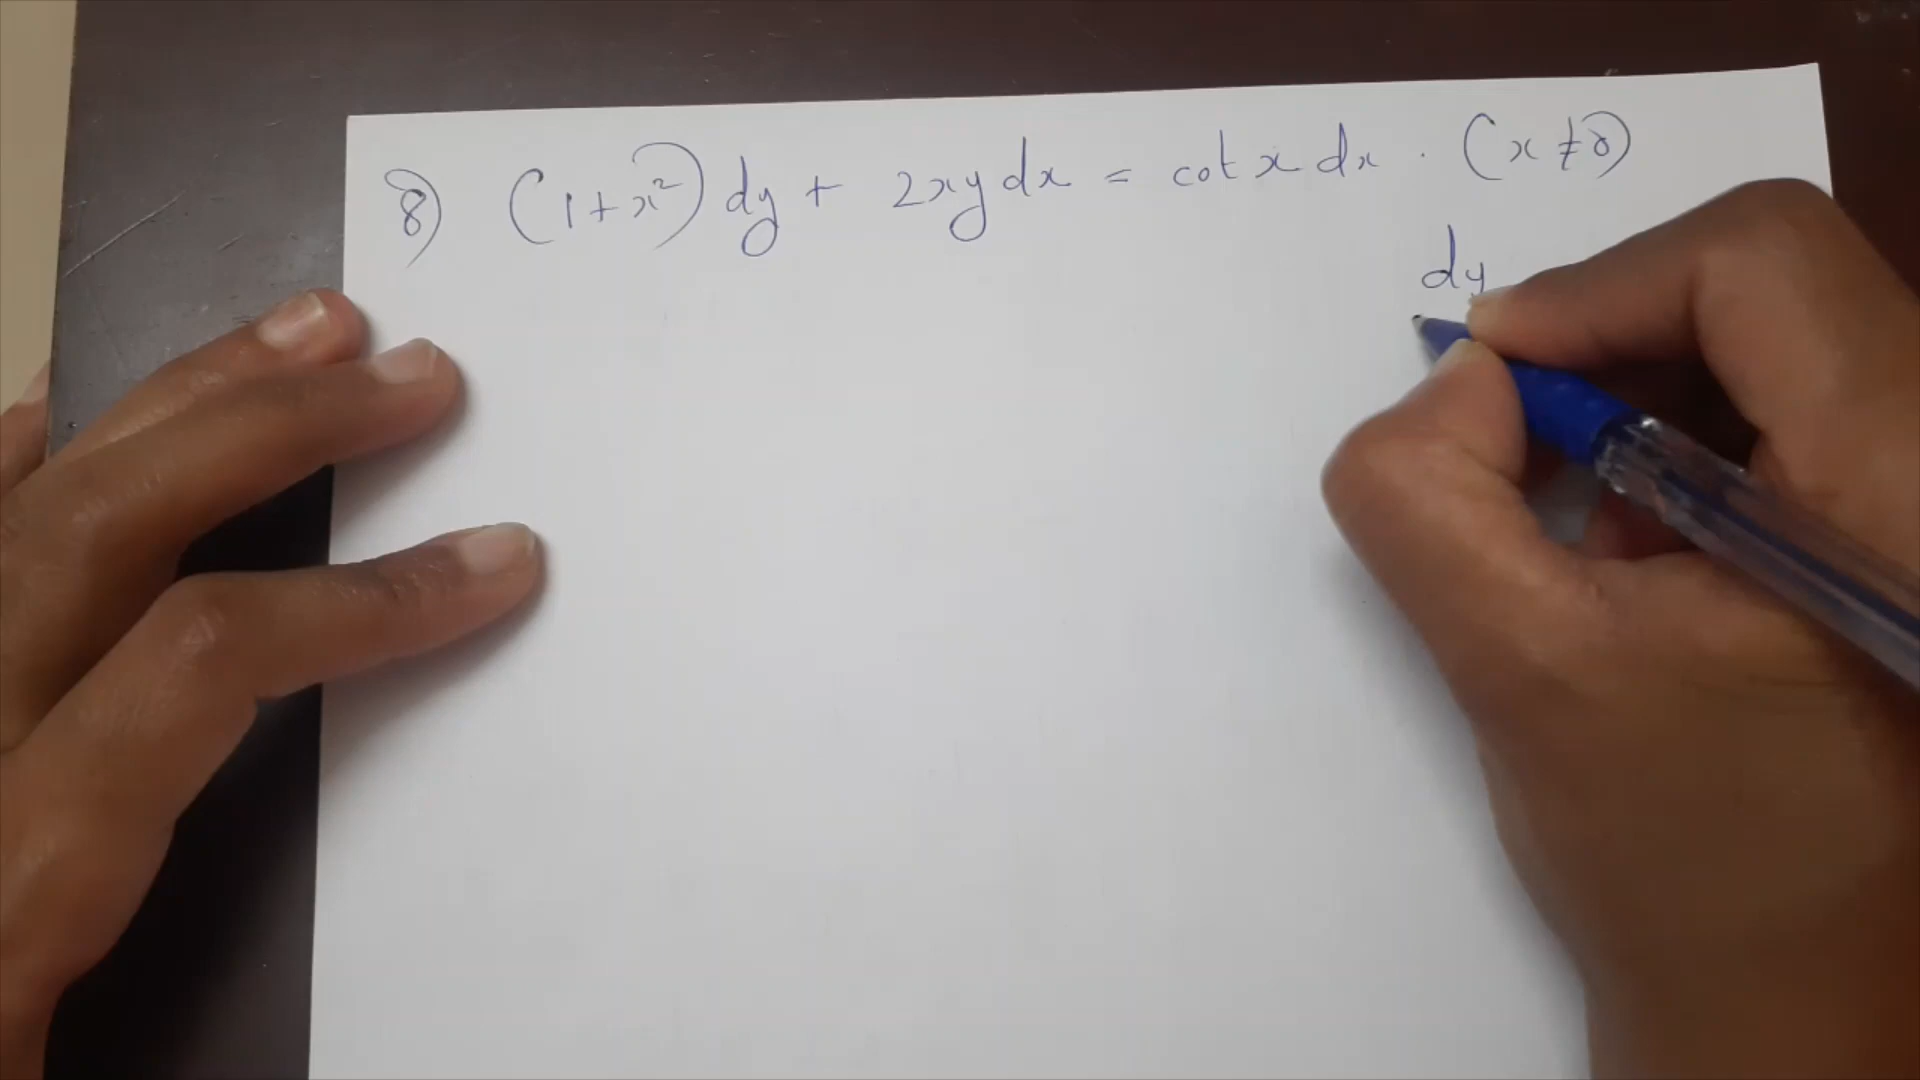 8) (1+x²) dy + 2xy dx = cot x dx . (x ≠ 0)
dy